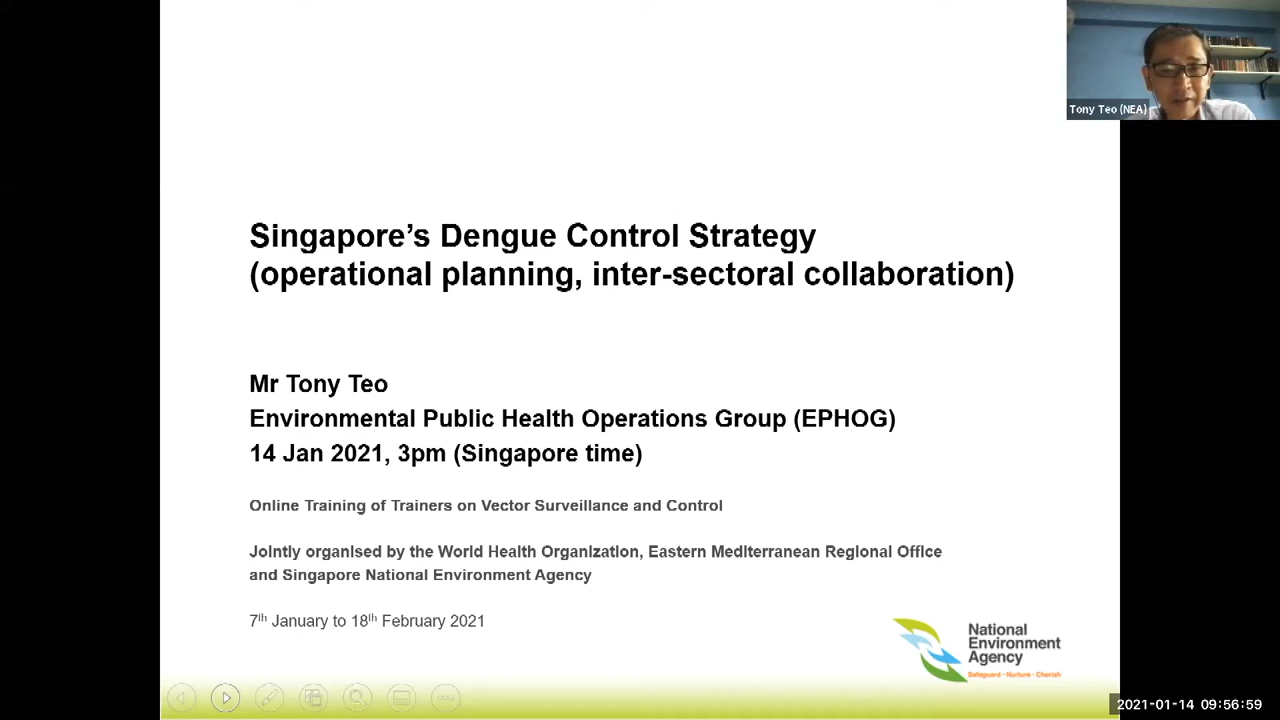 Tony Teo (NEA)
Singapore’s Dengue Control Strategy
(operational planning, inter-sectoral collaboration)
Mr Tony Teo
Environmental Public Health Operations Group (EPHOG)
14 Jan 2021, 3pm (Singapore time)
Online Training of Trainers on Vector Surveillance and Control
Jointly organised by the World Health Organization, Eastern Mediterranean Regional Office
and Singapore National Environment Agency
7th January to 18th February 2021
National
Environment
Agency
Safeguard · Nurture · Cherish
2021-01-14 09:56:59